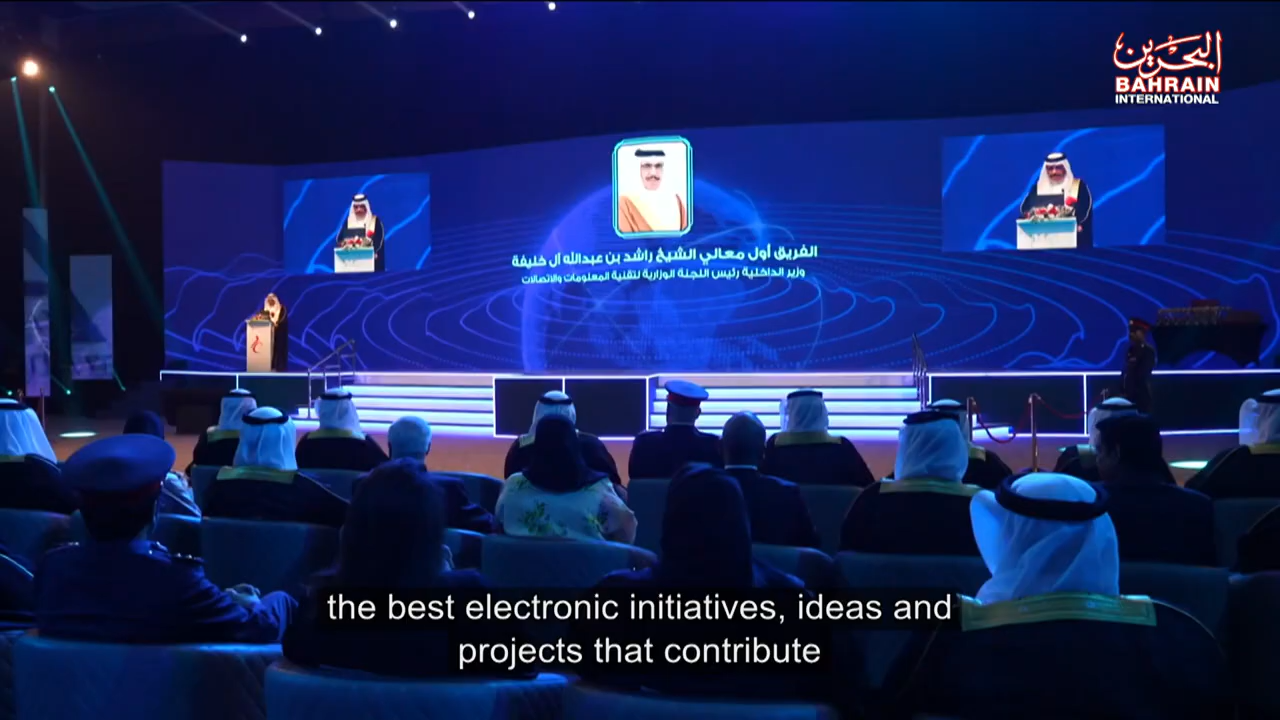 البحرين
BAHRAIN
INTERNATIONAL
الفريق أول معالي الشيخ راشد بن عبدالله آل خليفة
وزير الداخلية رئيس اللجنة الوزارية لتقنية المعلومات والاتصالات
the best electronic initiatives, ideas and
projects that contribute